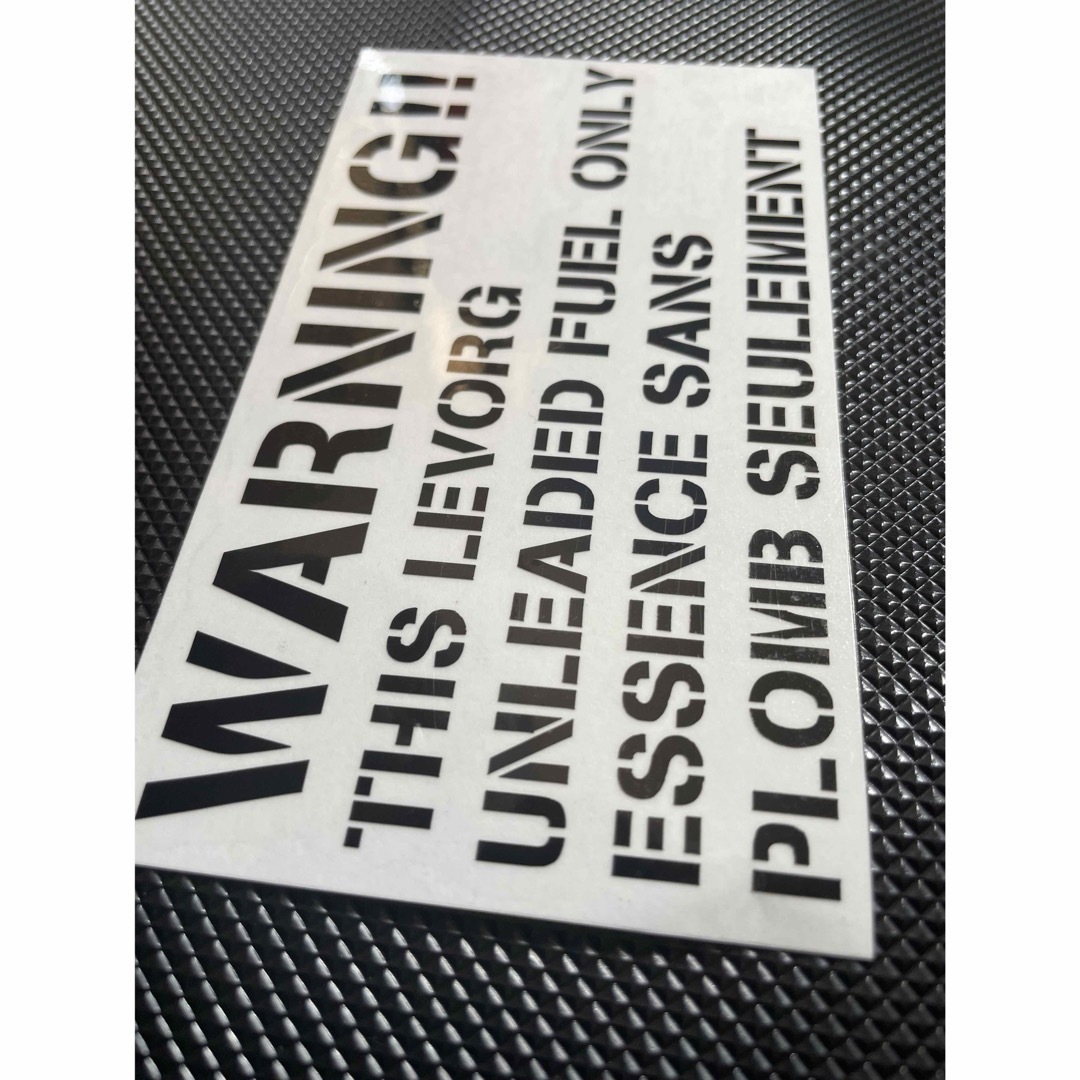 WARNING!!
THIS LEVORG
UNLEADED FUEL ONLY
ESSENCE SANS
PLOMB SEULEMENT